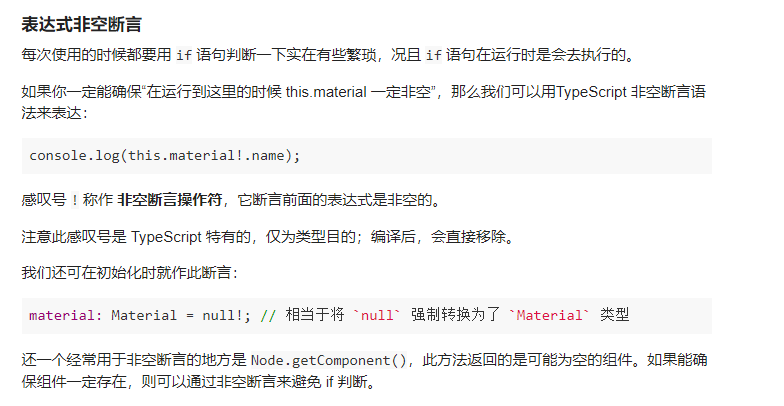 表达式非空断言
每次使用的时候都要用 if 语句判断一下实在有些繁琐，况且 if 语句在运行时是会去执行的。
如果你一定能确保“在运行到这里的时候 this.material 一定非空”，那么我们可以用TypeScript 非空断言语
法来表达：
console.log(this.material!.name);
感叹号 ! 称作 非空断言操作符，它断言前面的表达式是非空的。
注意此感叹号是 TypeScript 特有的，仅为类型目的；编译后，会直接移除。
我们还可在初始化时就作此断言：
material: Material = null!; // 相当于将 `null` 强制转换为了 `Material` 类型
还一个经常用于非空断言的地方是 Node.getComponent()，此方法返回的是可能为空的组件。如果能确
保组件一定存在，则可以通过非空断言来避免 if 判断。